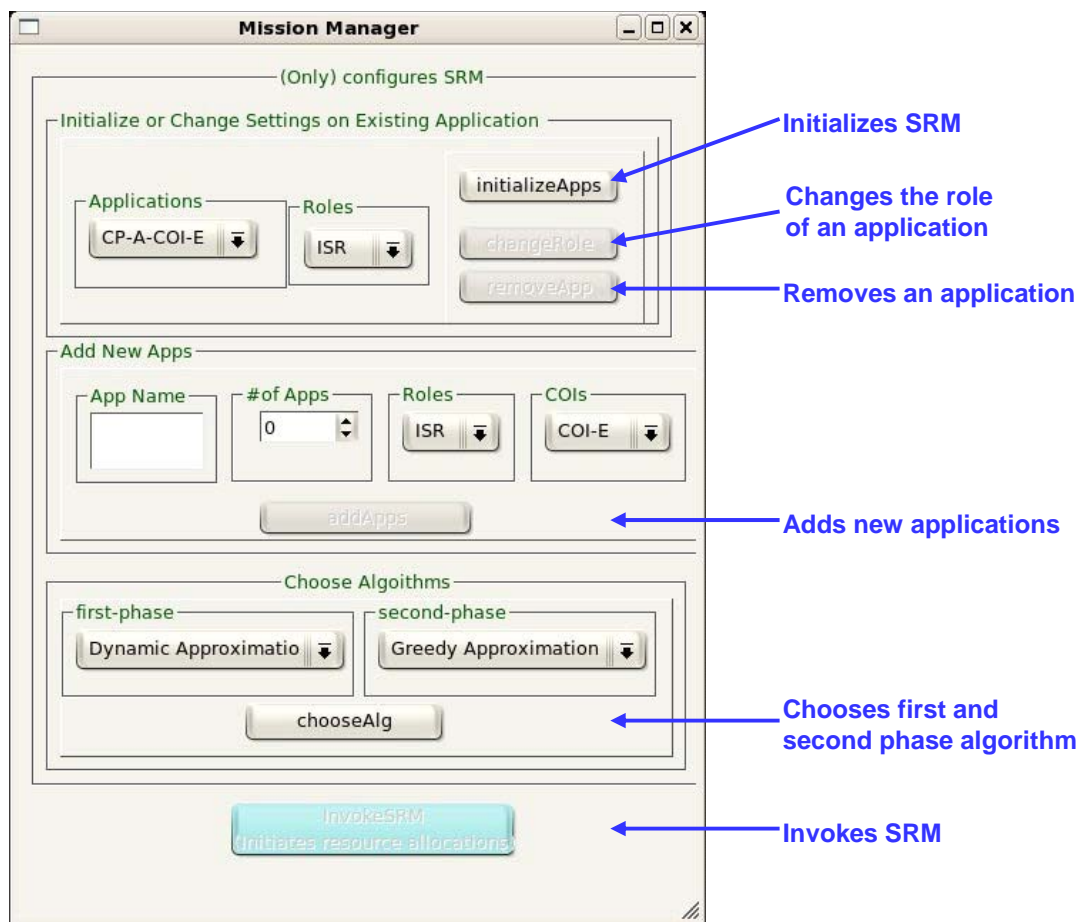 Mission Manager
(Only) configures SRM
Initialize or Change Settings on Existing Application
Initializes SRM
initializeApps
Applications
Roles
CP-A-COI-E
ISR
Changes the role
of an application
changeRole
removeApp
Removes an application
Add New Apps
App Name
#of Apps
Roles
COIs
0
ISR
COI-E
addApps
Adds new applications
Choose Algoithms
first-phase
second-phase
Dynamic Approximatio
Greedy Approximation
chooseAlg
Chooses first and
second phase algorithm
InvokeSRM
(Initiates resource allocations)
Invokes SRM